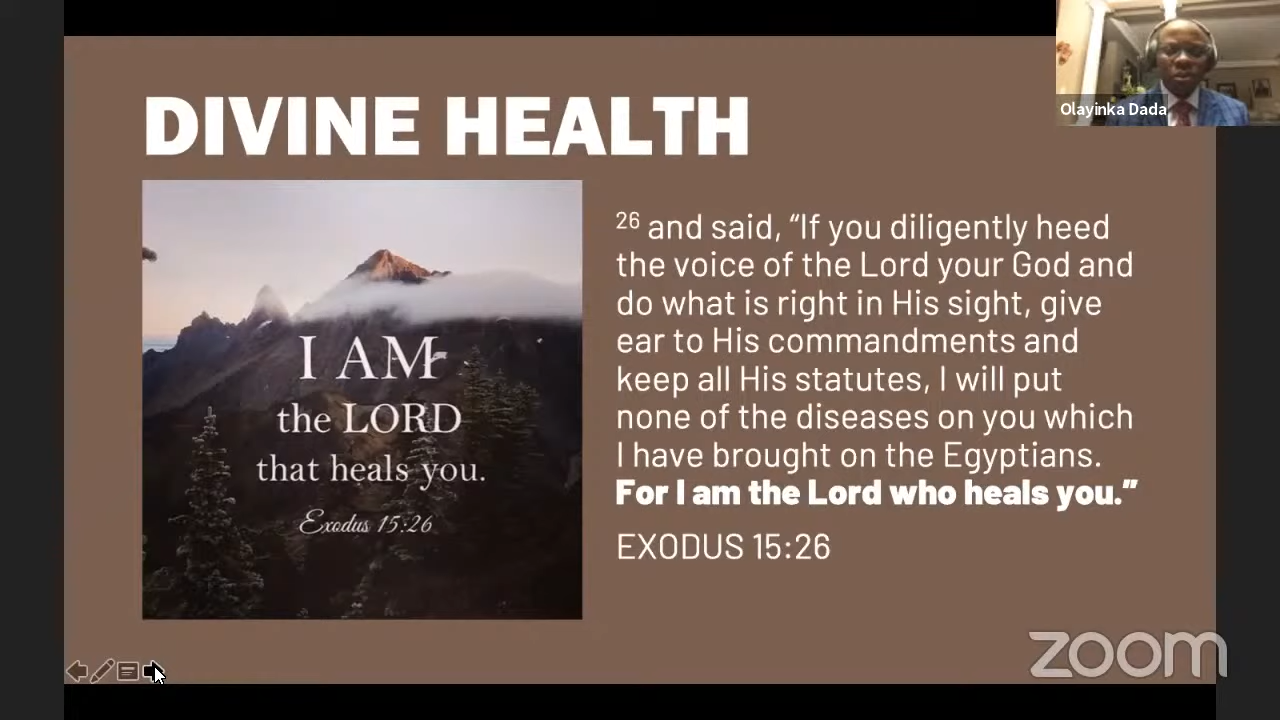 DIVINE HEALTH
I AM
the LORD
that heals you.
Exodus 15:26
26 and said, “If you diligently heed
the voice of the Lord your God and
do what is right in His sight, give
ear to His commandments and
keep all His statutes, I will put
none of the diseases on you which
I have brought on the Egyptians.
For I am the Lord who heals you.”
EXODUS 15:26
Olayinka Dada
zoom